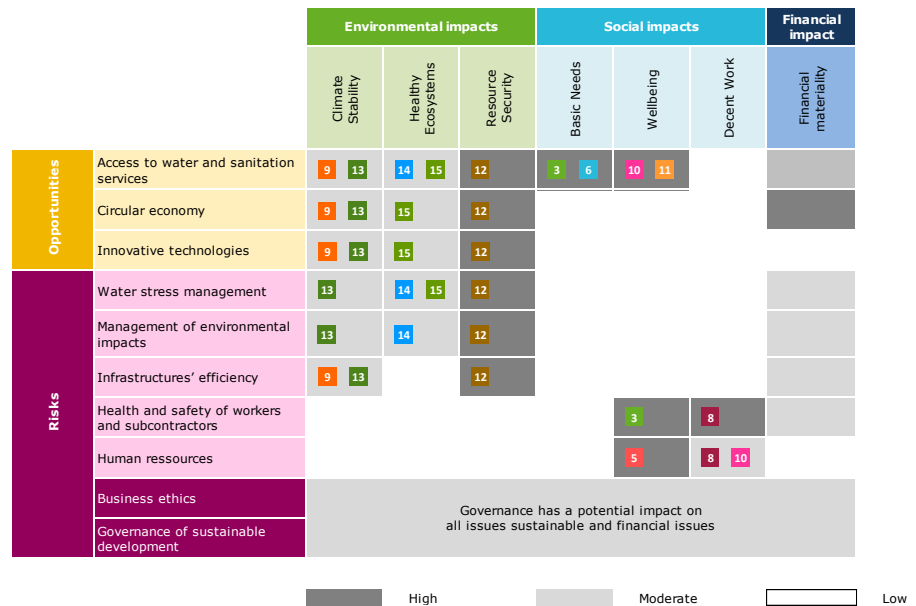 Environmental impacts
Social impacts
Financial
impact
Climate
Stability
Healthy
Ecosystems
Resource
Security
Basic Needs
Wellbeing
Decent Work
Financial
materiality
Opportunities
Access to water and sanitation
services
9 13 14 15 12 3 6 10 11
Circular economy
9 13 15 12
Innovative technologies
9 13 15 12
Risks
Water stress management
13 14 15 12
Management of environmental
impacts
13 14 12
Infrastructures’ efficiency
9 13 12
Health and safety of workers
and subcontractors
3 8
Human ressources
5 8 10
Business ethics
Governance of sustainable
development
Governance has a potential impact on
all issues sustainable and financial issues
High
Moderate
Low